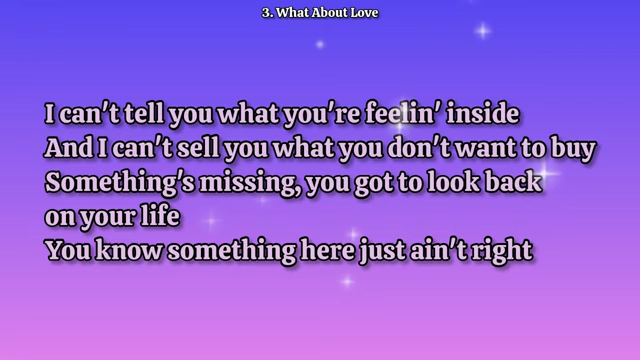 3. What About Love
I can't tell you what you're feelin' inside
And I can't sell you what you don't want to buy
Something's missing, you got to look back
on your life
You know something here just ain't right